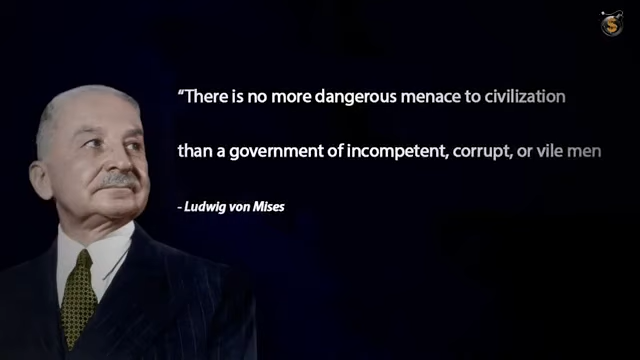 “There is no more dangerous menace to civilization
than a government of incompetent, corrupt, or vile men
- Ludwig von Mises